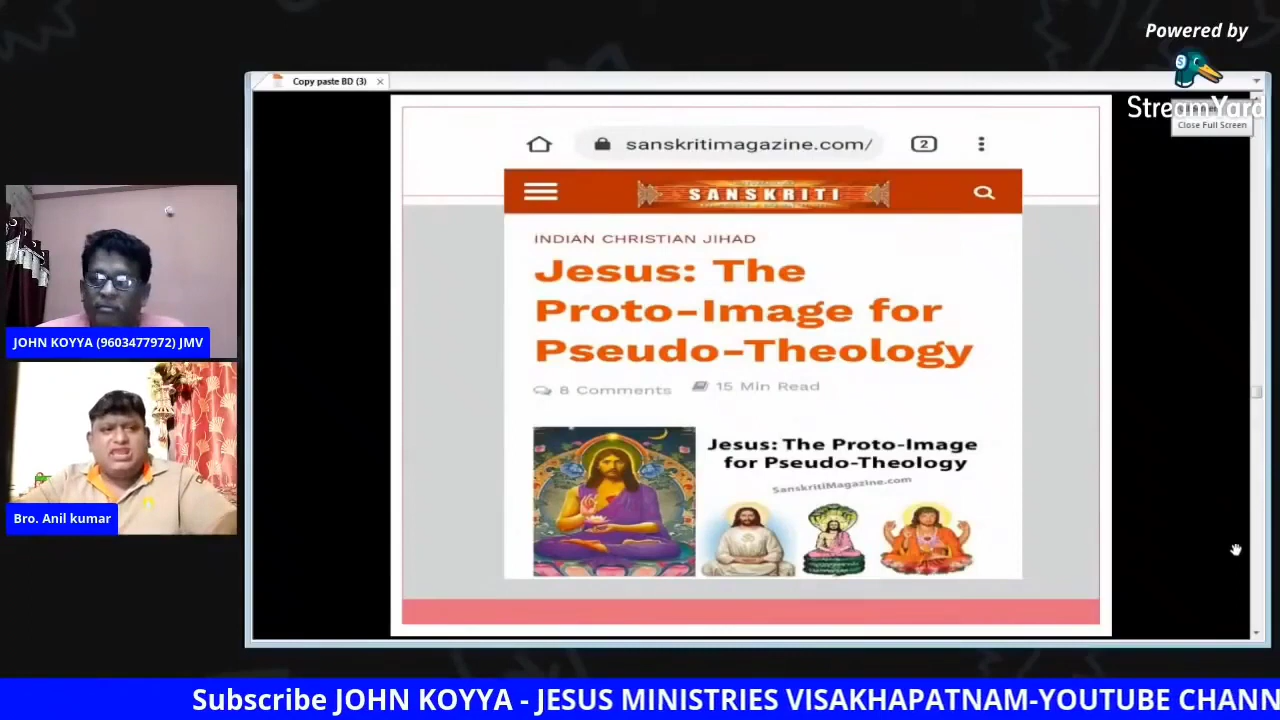 Powered by
StreamYard
Copy paste BD (3)
Close Full Screen
sanskritimagazine.com/
2
SANSKRITI
INDIAN CHRISTIAN JIHAD
Jesus: The
Proto-Image for
Pseudo-Theology
8 Comments 15 Min Read
Jesus: The Proto-Image
for Pseudo-Theology
SanskritiMagazine.com
JOHN KOYYA (9603477972) JMV
Bro. Anil kumar
Subscribe JOHN KOYYA - JESUS MINISTRIES VISAKHAPATNAM-YOUTUBE CHANN